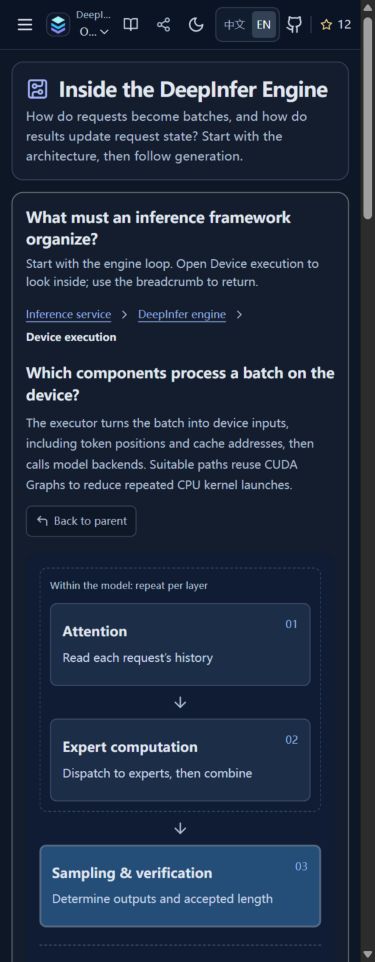 DeepI...
O...
中文
EN
12
Inside the DeepInfer Engine
How do requests become batches, and how do
results update request state? Start with the
architecture, then follow generation.
What must an inference framework
organize?
Start with the engine loop. Open Device execution to
look inside; use the breadcrumb to return.
Inference service > DeepInfer engine >
Device execution
Which components process a batch on the
device?
The executor turns the batch into device inputs,
including token positions and cache addresses, then
calls model backends. Suitable paths reuse CUDA
Graphs to reduce repeated CPU kernel launches.
Back to parent
Within the model: repeat per layer
Attention 01
Read each request's history
Expert computation 02
Dispatch to experts, then combine
Sampling & verification 03
Determine outputs and accepted length